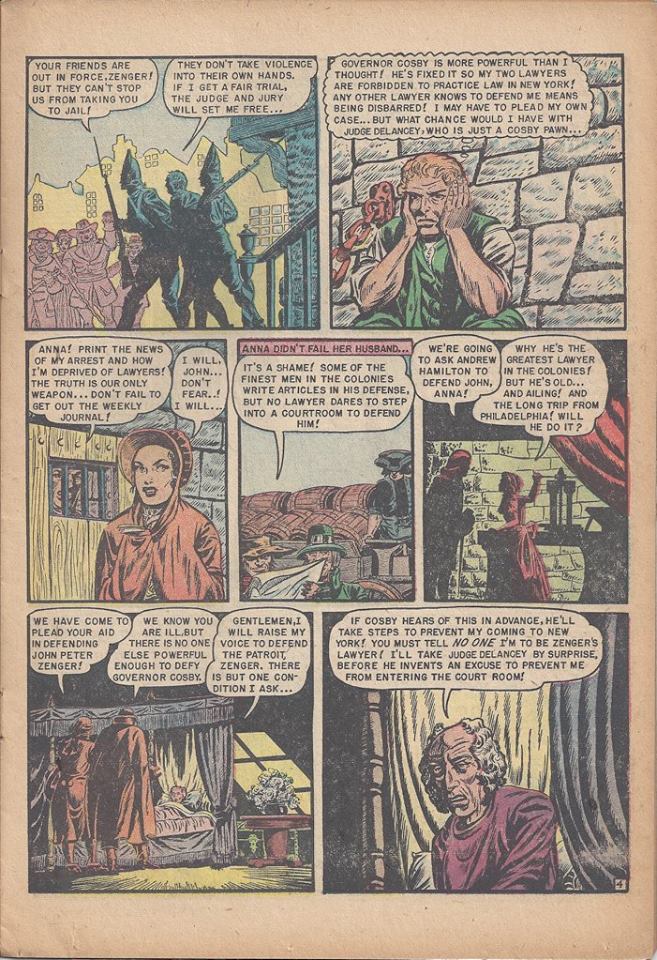 YOUR FRIENDS ARE
OUT IN FORCE, ZENGER!
BUT THEY CAN'T STOP
US FROM TAKING YOU
TO JAIL!
THEY DON'T TAKE VIOLENCE
INTO THEIR OWN HANDS.
IF I GET A FAIR TRIAL,
THE JUDGE AND JURY
WILL SET ME FREE...
GOVERNOR COSBY IS MORE POWERFUL THAN I
THOUGHT! HE'S FIXED IT SO MY TWO LAWYERS
ARE FORBIDDEN TO PRACTICE LAW IN NEW YORK!
ANY OTHER LAWYER KNOWS TO DEFEND ME MEANS
BEING DISBARRED! I MAY HAVE TO PLEAD MY OWN
CASE...BUT WHAT CHANCE WOULD I HAVE WITH
JUDGE DELANCEY, WHO IS JUST A COSBY PAWN...
ANNA! PRINT THE NEWS
OF MY ARREST AND HOW
I'M DEPRIVED OF LAWYERS!
THE TRUTH IS OUR ONLY
WEAPON... DON'T FAIL TO
GET OUT THE WEEKLY
JOURNAL!
I WILL,
JOHN...
DON'T
FEAR..!
I WILL...
ANNA DIDN'T FAIL HER HUSBAND...
IT'S A SHAME! SOME OF THE
FINEST MEN IN THE COLONIES
WRITE ARTICLES IN HIS DEFENSE,
BUT NO LAWYER DARES TO STEP
INTO A COURTROOM TO DEFEND
HIM!
WE'RE GOING
TO ASK ANDREW
HAMILTON TO
DEFEND JOHN,
ANNA!
WHY HE'S THE
GREATEST LAWYER
IN THE COLONIES!
BUT HE'S OLD...
AND AILING! AND
THE LONG TRIP FROM
PHILADELPHIA! WILL
HE DO IT?
WE HAVE COME TO
PLEAD YOUR AID
IN DEFENDING
JOHN PETER
ZENGER!
WE KNOW YOU
ARE ILL, BUT
THERE IS NO ONE
ELSE POWERFUL
ENOUGH TO DEFY
GOVERNOR COSBY.
GENTLEMEN, I
WILL RAISE MY
VOICE TO DEFEND
THE PATROIT,
ZENGER. THERE
IS BUT ONE CON-
DITION I ASK...
IF COSBY HEARS OF THIS IN ADVANCE, HE'LL
TAKE STEPS TO PREVENT MY COMING TO NEW
YORK! YOU MUST TELL NO ONE I'M TO BE ZENGER'S
LAWYER! I'LL TAKE JUDGE DELANCEY BY SURPRISE,
BEFORE HE INVENTS AN EXCUSE TO PREVENT ME
FROM ENTERING THE COURT ROOM!
4